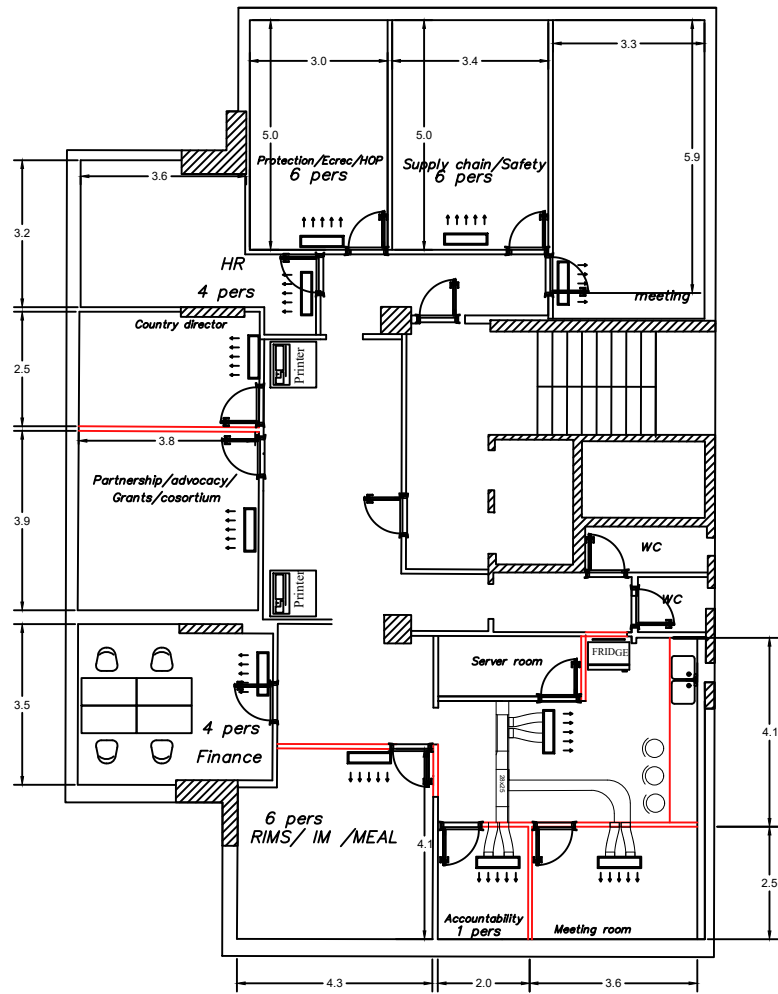 3.3
3.0
3.4
5.0
5.0
Protection/Ecrec/HOP
6 pers
Supply chain/Safety
6 pers
5.9
3.6
3.2
HR
4 pers
meeting
Country director
Printer
2.5
3.8
Partnership/advocacy/
Grants/cosortium
3.9
WC
Printer
WC
FRIDGE
Server room
3.5
4 pers
Finance
4.1
28x25
6 pers
RIMS/ IM /MEAL
4.1
2.5
Accountability
1 pers
Meeting room
4.3
2.0
3.6